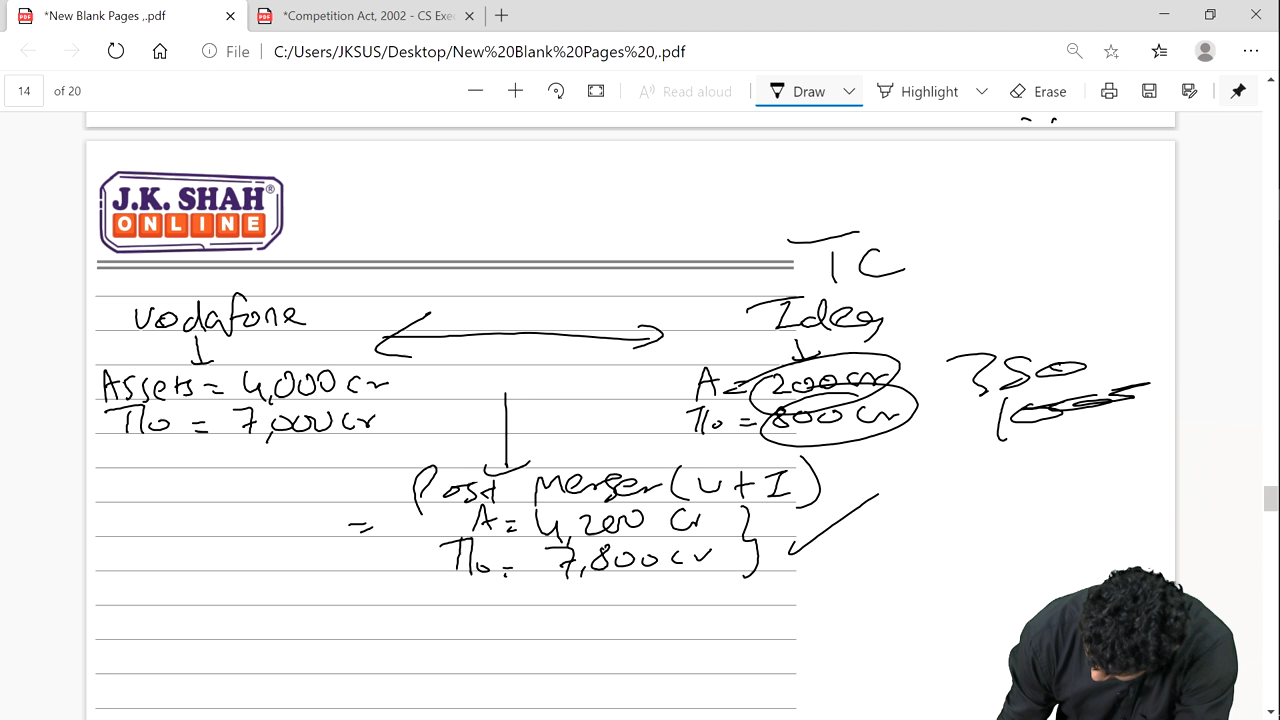 *New Blank Pages ,.pdf
*Competition Act, 2002 - CS Exec
File C:/Users/JKSUS/Desktop/New%20Blank%20Pages%20,.pdf
14 of 20
Read aloud
Draw
Highlight
Erase
J.K. SHAH®
ONLINE
TC
Vodafone
Idea
Assets = 4,000 cr
A = 200 cr
350
T/o = 7,000 cr
T/o = 800 cr
Post Merger (V+I)
= A = 4,200 Cr
T/o = 7,800 cr